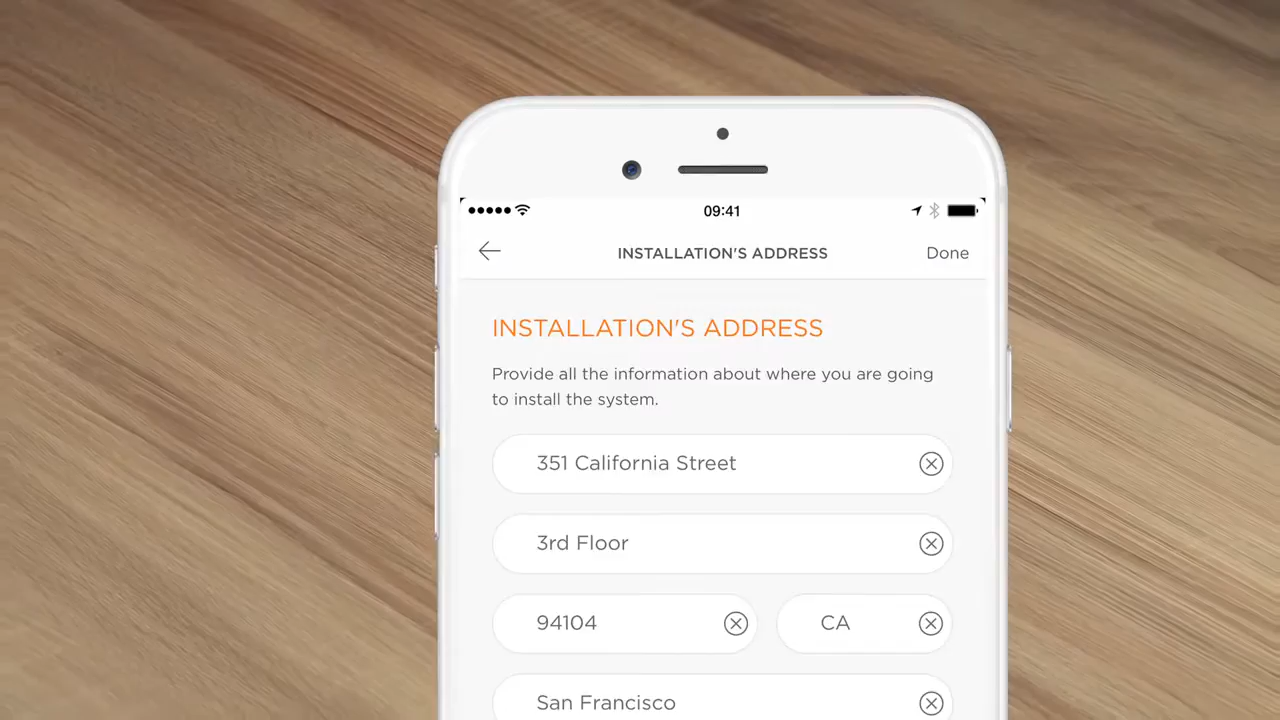 09:41
INSTALLATION'S ADDRESS Done
INSTALLATION'S ADDRESS
Provide all the information about where you are going
to install the system.
351 California Street
3rd Floor
94104 CA
San Francisco